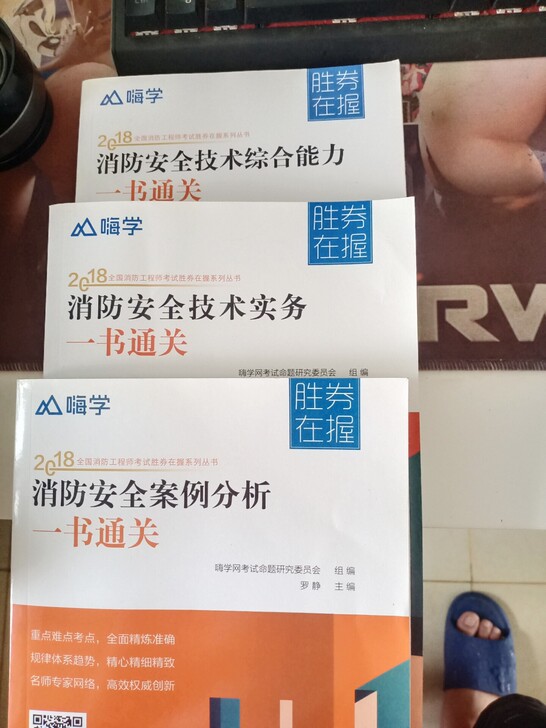 嗨学
胜券
在握
2018全国消防工程师考试胜券在握系列丛书
消防安全技术综合能力
一书通关
嗨学
胜券
在握
2018全国消防工程师考试胜券在握系列丛书
消防安全技术实务
一书通关
嗨学网考试命题研究委员会 组 编
嗨学
胜券
在握
2018全国消防工程师考试胜券在握系列丛书
消防安全案例分析
一书通关
嗨学网考试命题研究委员会 组 编
罗 静 主 编
重点难点考点，全面精炼准确
规律体系趋势，精心精细精致
名师专家网络，高效权威创新
RV